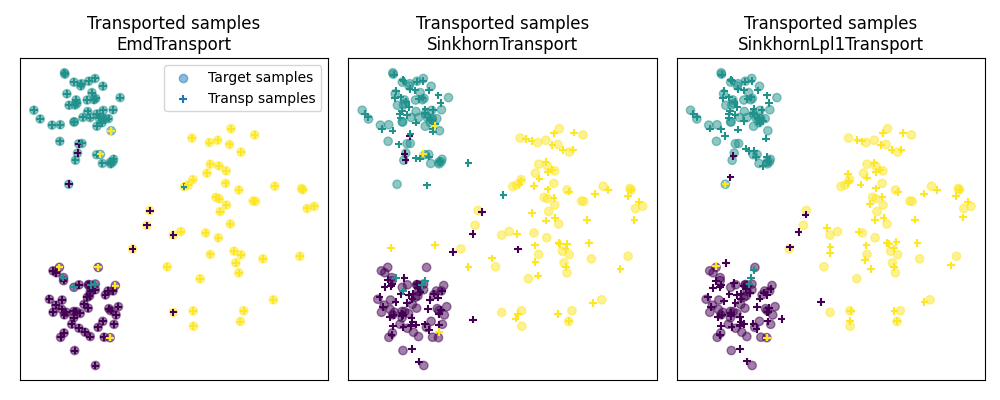 Transported samples
EmdTransport
Target samples
Transp samples
Transported samples
SinkhornTransport
Transported samples
SinkhornLpl1Transport